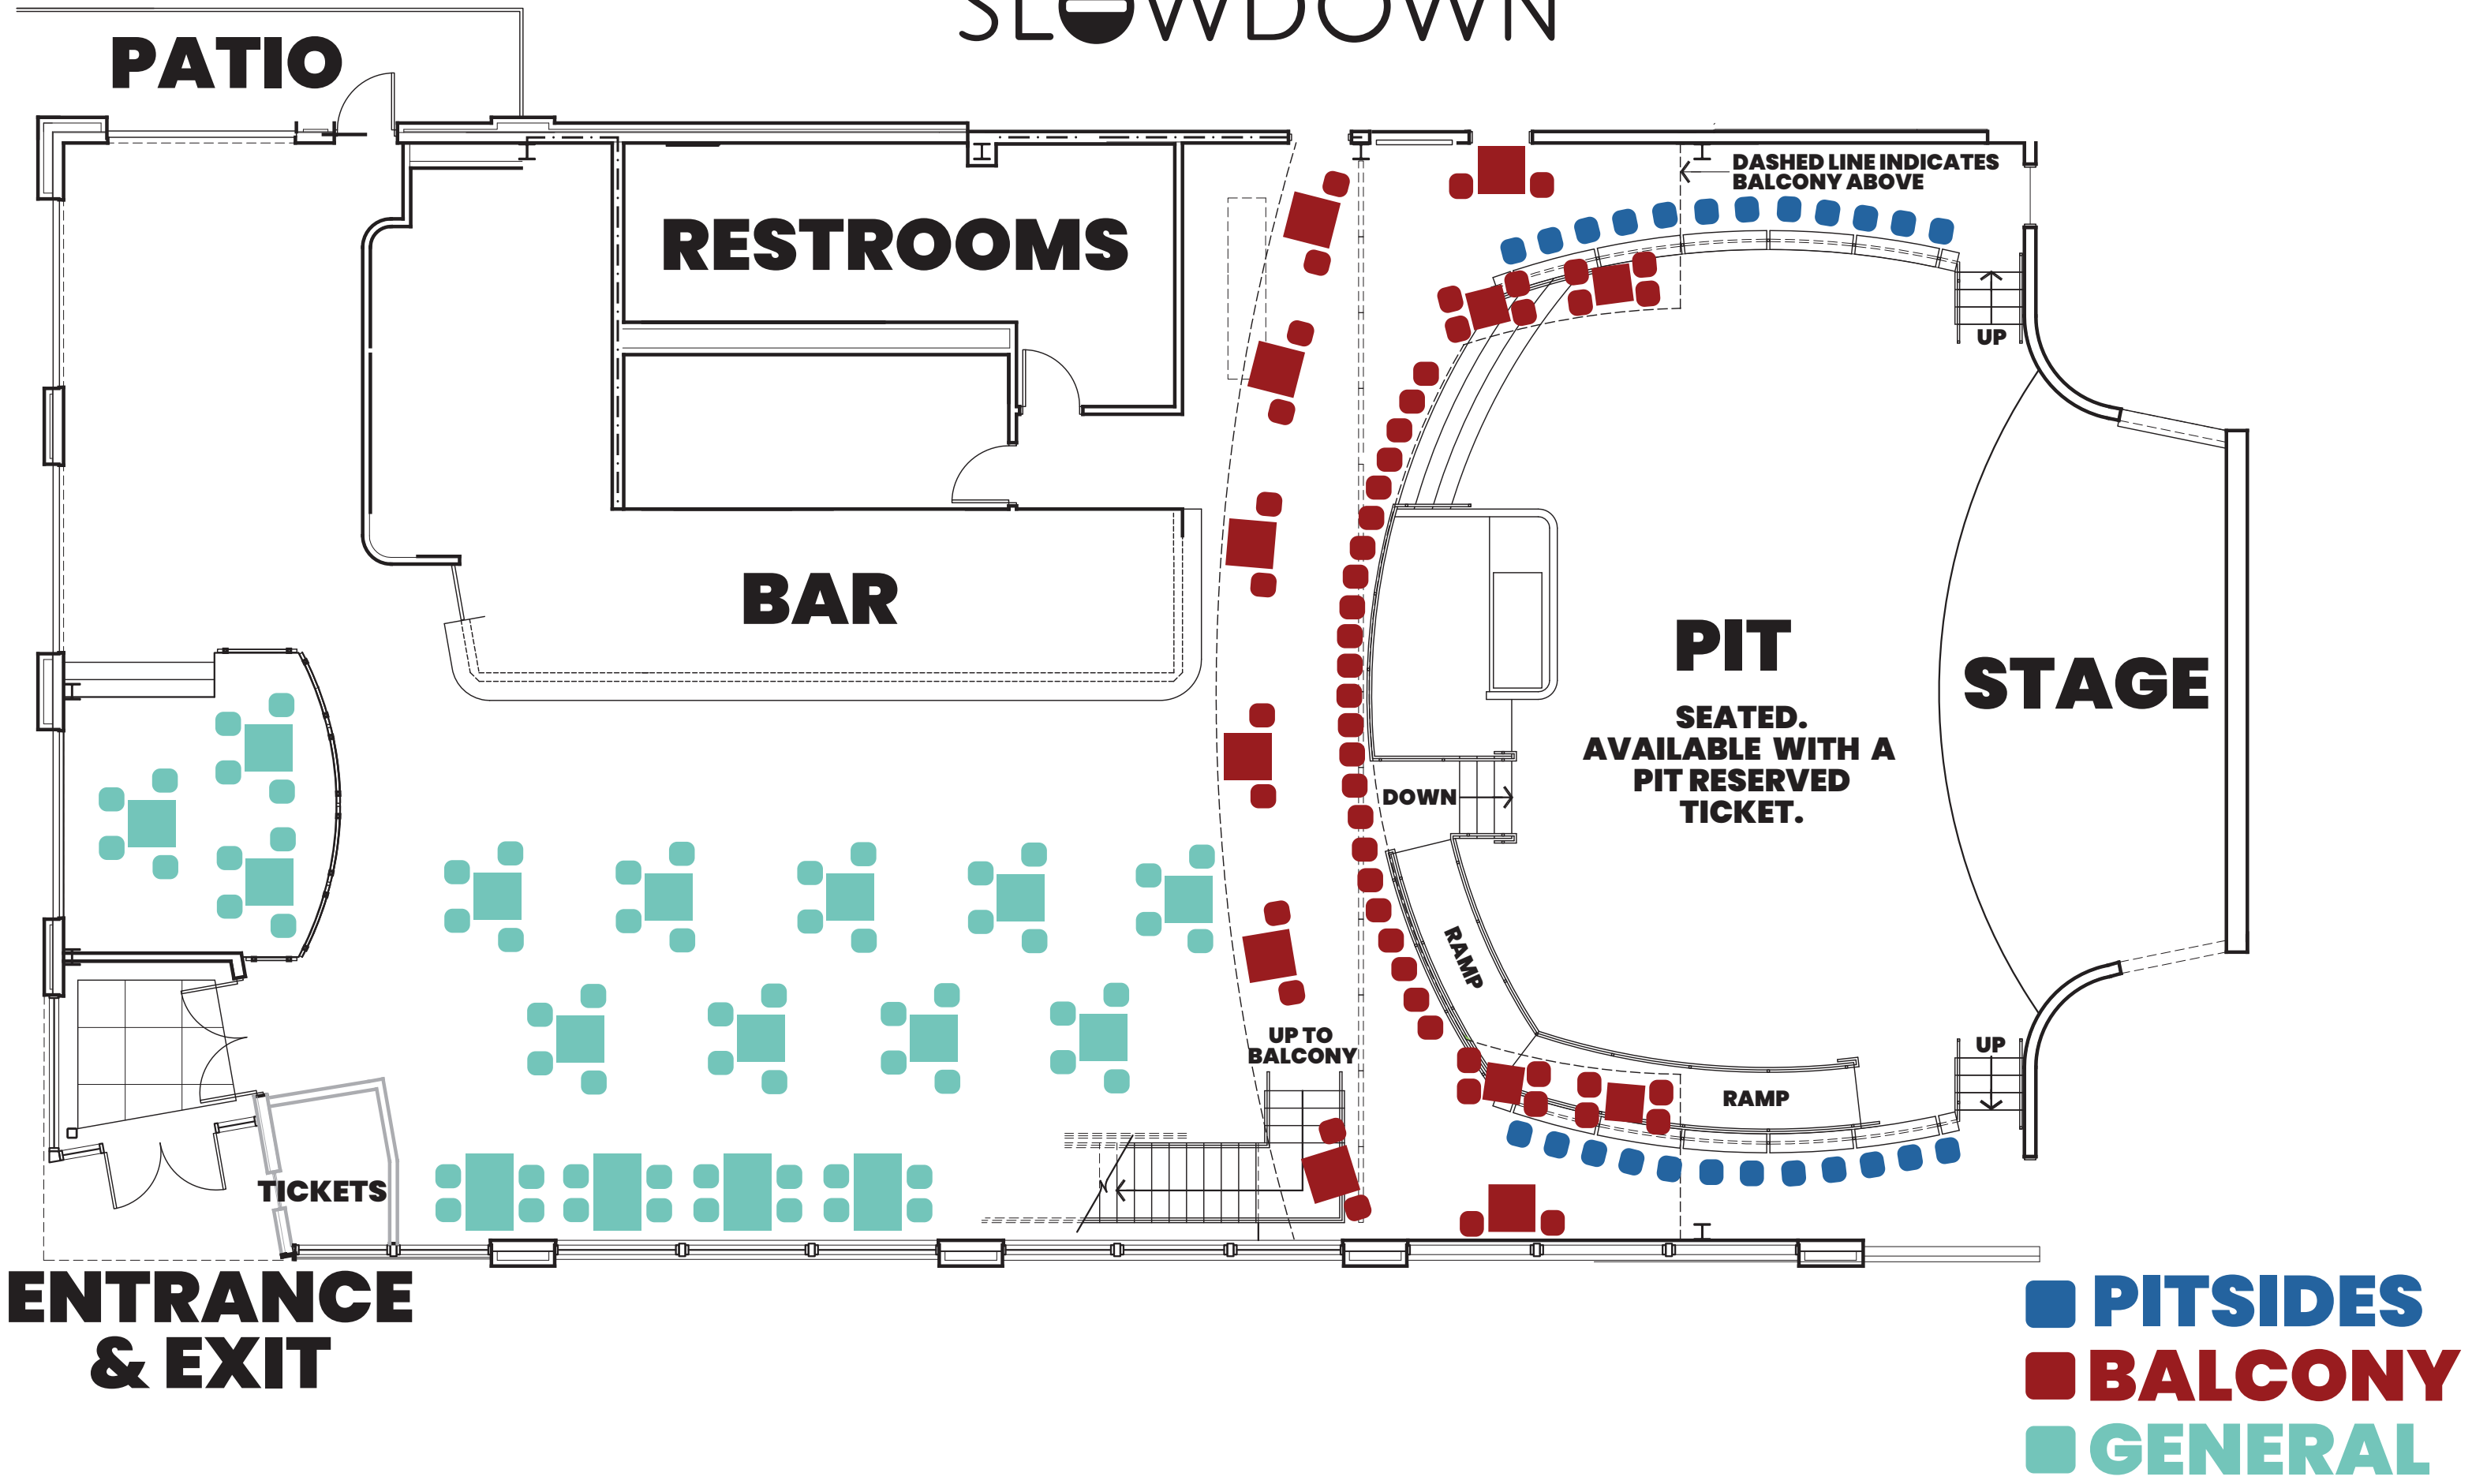 SLOWDOWN
PATIO
DASHED LINE INDICATES
BALCONY ABOVE
RESTROOMS
UP
BAR
PIT
STAGE
SEATED.
AVAILABLE WITH A
PIT RESERVED
TICKET.
DOWN
RAMP
UP TO
BALCONY
UP
RAMP
TICKETS
ENTRANCE
& EXIT
PITSIDES
BALCONY
GENERAL